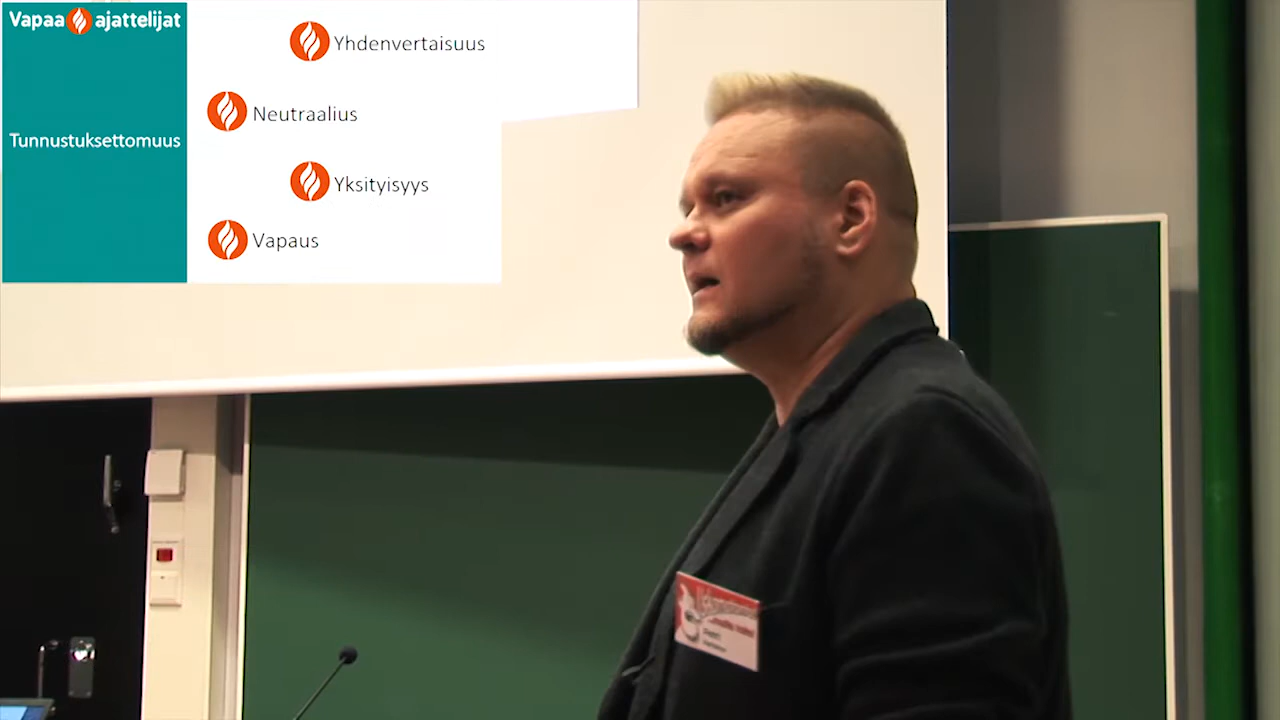 Vapaa ajattelijat
Tunnustuksettomuus
Yhdenvertaisuus
Neutraalius
Yksityisyys
Vapaus